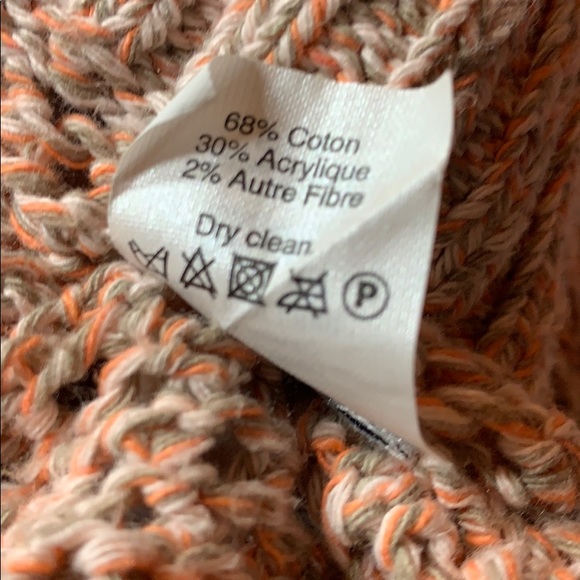 68% Coton
30% Acrylique
2% Autre Fibre
Dry clean
P